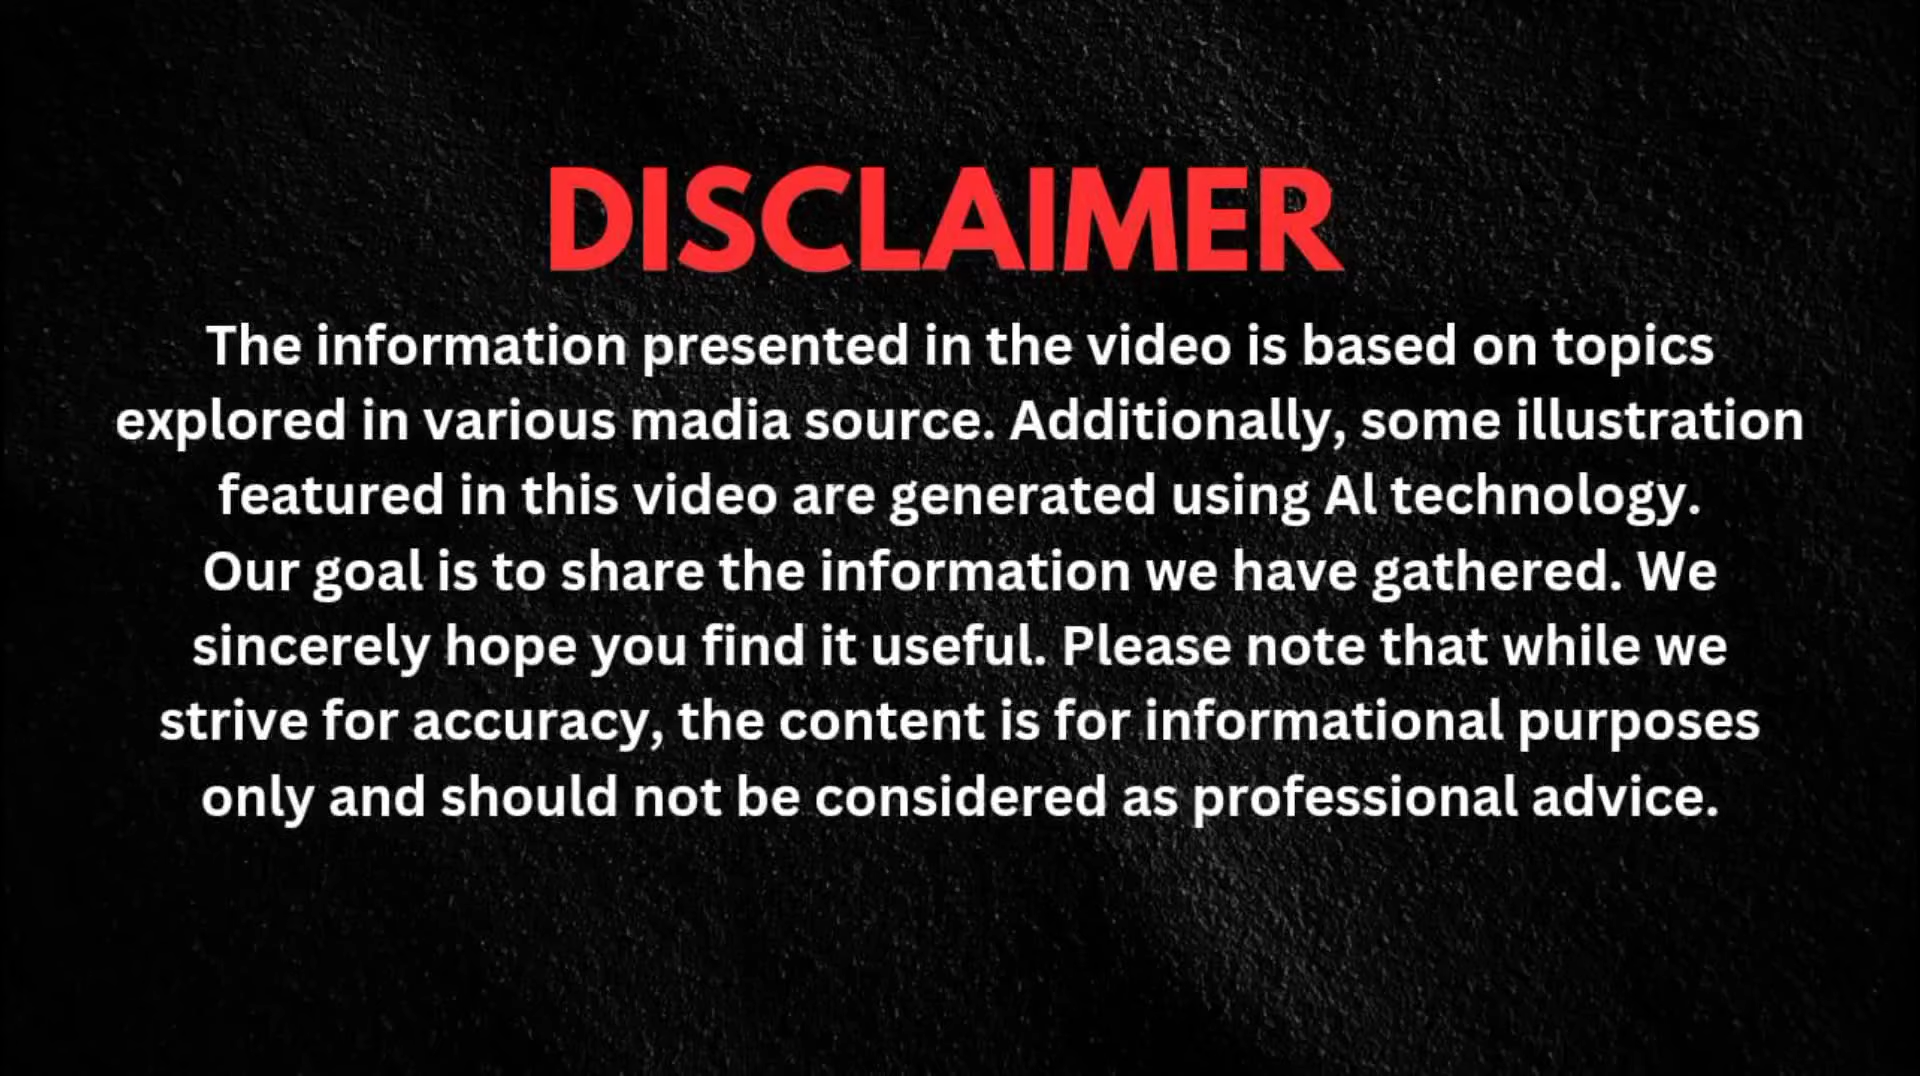 DISCLAIMER
The information presented in the video is based on topics
explored in various madia source. Additionally, some illustration
featured in this video are generated using Al technology.
Our goal is to share the information we have gathered. We
sincerely hope you find it useful. Please note that while we
strive for accuracy, the content is for informational purposes
only and should not be considered as professional advice.